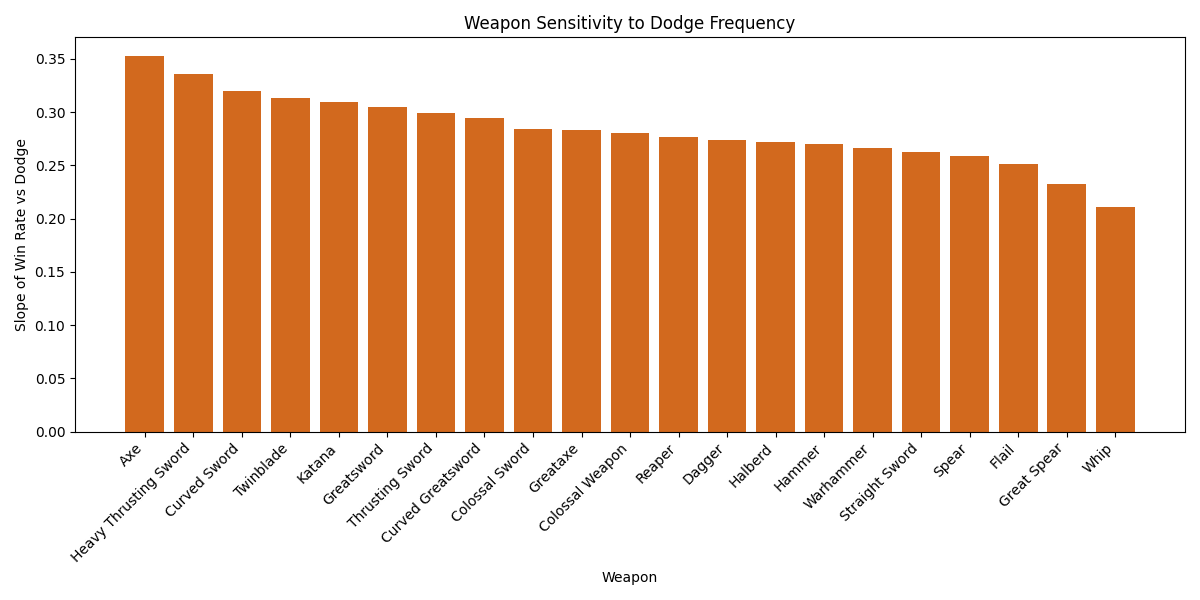 Weapon Sensitivity to Dodge Frequency
Slope of Win Rate vs Dodge
0.35
0.30
0.25
0.20
0.15
0.10
0.05
0.00
Axe
Heavy Thrusting Sword
Curved Sword
Twinblade
Katana
Greatsword
Thrusting Sword
Curved Greatsword
Colossal Sword
Greataxe
Colossal Weapon
Reaper
Dagger
Halberd
Hammer
Warhammer
Straight Sword
Spear
Flail
Great Spear
Whip
Weapon